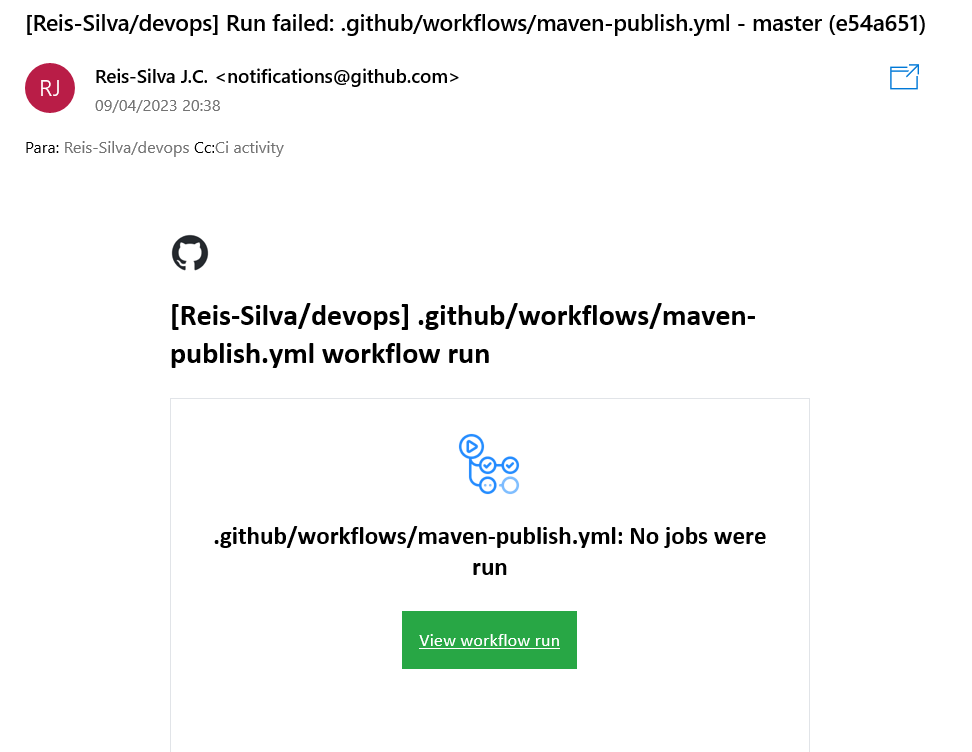 [Reis-Silva/devops] Run failed: .github/workflows/maven-publish.yml - master (e54a651)
RJ
Reis-Silva J.C. <notifications@github.com>
09/04/2023 20:38
Para: Reis-Silva/devops Cc:Ci activity
[Reis-Silva/devops] .github/workflows/maven-
publish.yml workflow run
.github/workflows/maven-publish.yml: No jobs were
run
View workflow run